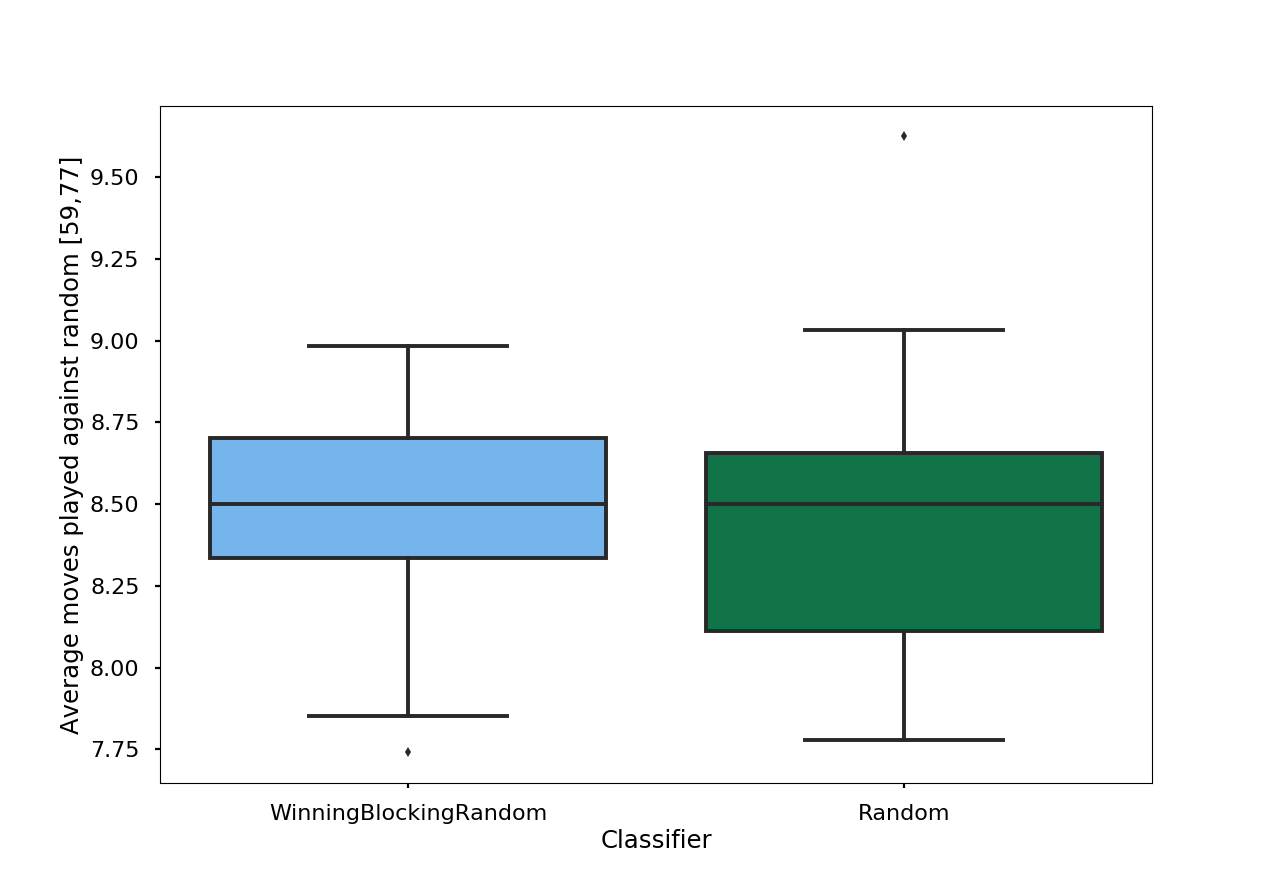 Average moves played against random [59,77]
9.50
9.25
9.00
8.75
8.50
8.25
8.00
7.75
WinningBlockingRandom
Random
Classifier